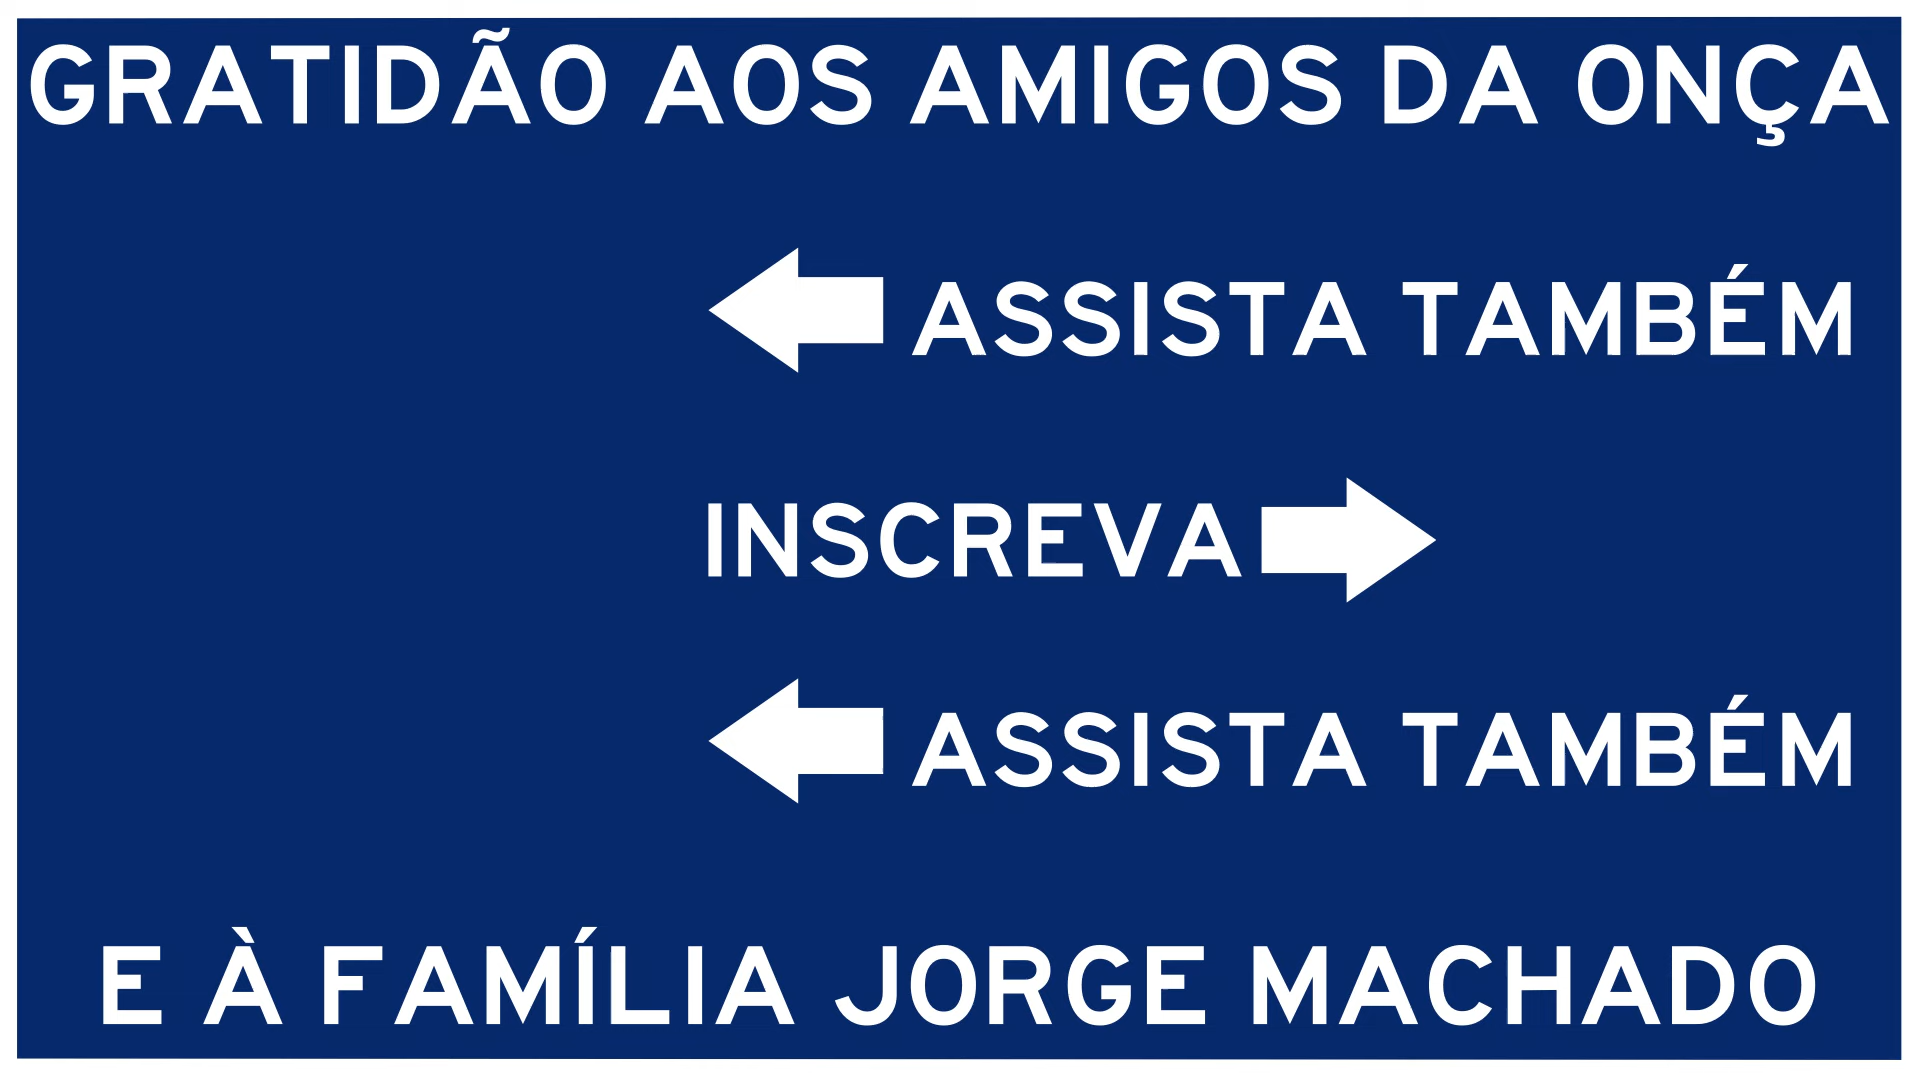 GRATIDÃO AOS AMIGOS DA ONÇA
ASSISTA TAMBÉM
INSCREVA
ASSISTA TAMBÉM
E À FAMÍLIA JORGE MACHADO